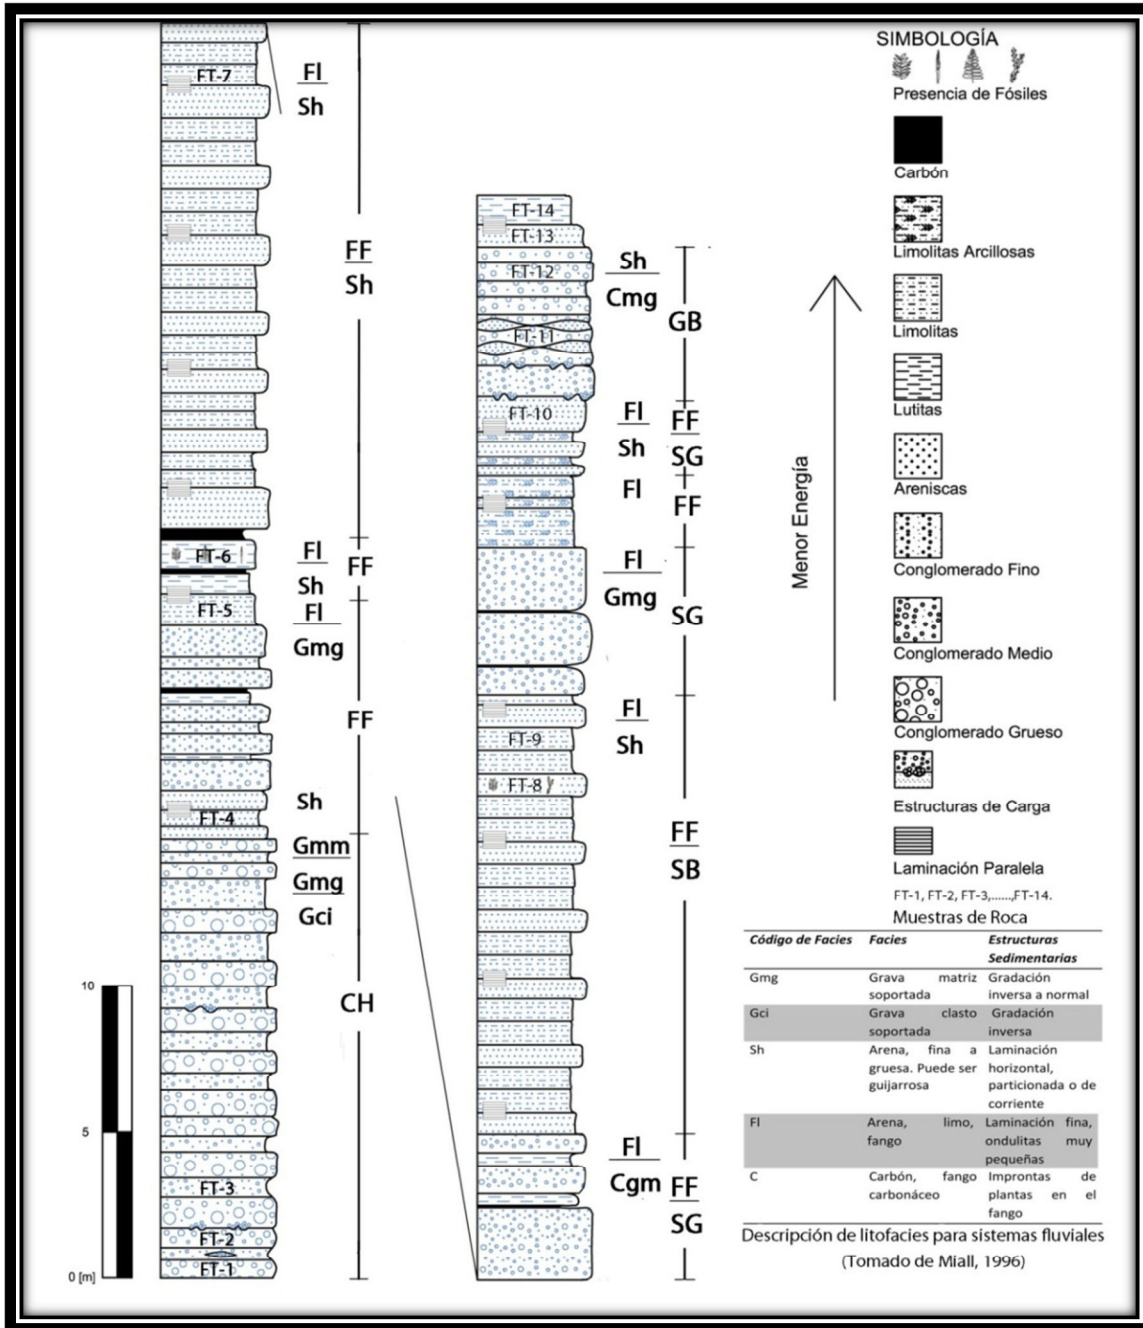 FT-7
Fl
Sh
FF
Sh
FT-6
Fl
Sh
FF
FT-5
Fl
Gmg
FF
Sh
FT-4
Gmm
Gmg
Gci
CH
FT-3
FT-2
FT-1
10
5
0 [m]
FT-14
FT-13
FT-12
Sh
Cmg
GB
FT-11
FT-10
Fl
Sh
FF
SG
Fl
FF
Fl
Gmg
SG
Fl
Sh
FT-9
FT-8
FF
SB
Fl
Cgm
FF
SG
Menor Energía
SIMBOLOGÍA
Presencia de Fósiles
Carbón
Limolitas Arcillosas
Limolitas
Lutitas
Areniscas
Conglomerado Fino
Conglomerado Medio
Conglomerado Grueso
Estructuras de Carga
Laminación Paralela
FT-1, FT-2, FT-3,......,FT-14.
Muestras de Roca
Código de Facies Facies Estructuras
Sedimentarias
Gmg Grava matriz Gradación
soportada inversa a normal
Gci Grava clasto Gradación
soportada inversa
Sh Arena, fina a Laminación
gruesa. Puede ser horizontal,
guijarrosa particionada o de
corriente
Fl Arena, limo, Laminación fina,
fango ondulitas muy
pequeñas
C Carbón, fango Improntas de
carbonáceo plantas en el
fango
Descripción de litofacies para sistemas fluviales
(Tomado de Miall, 1996)